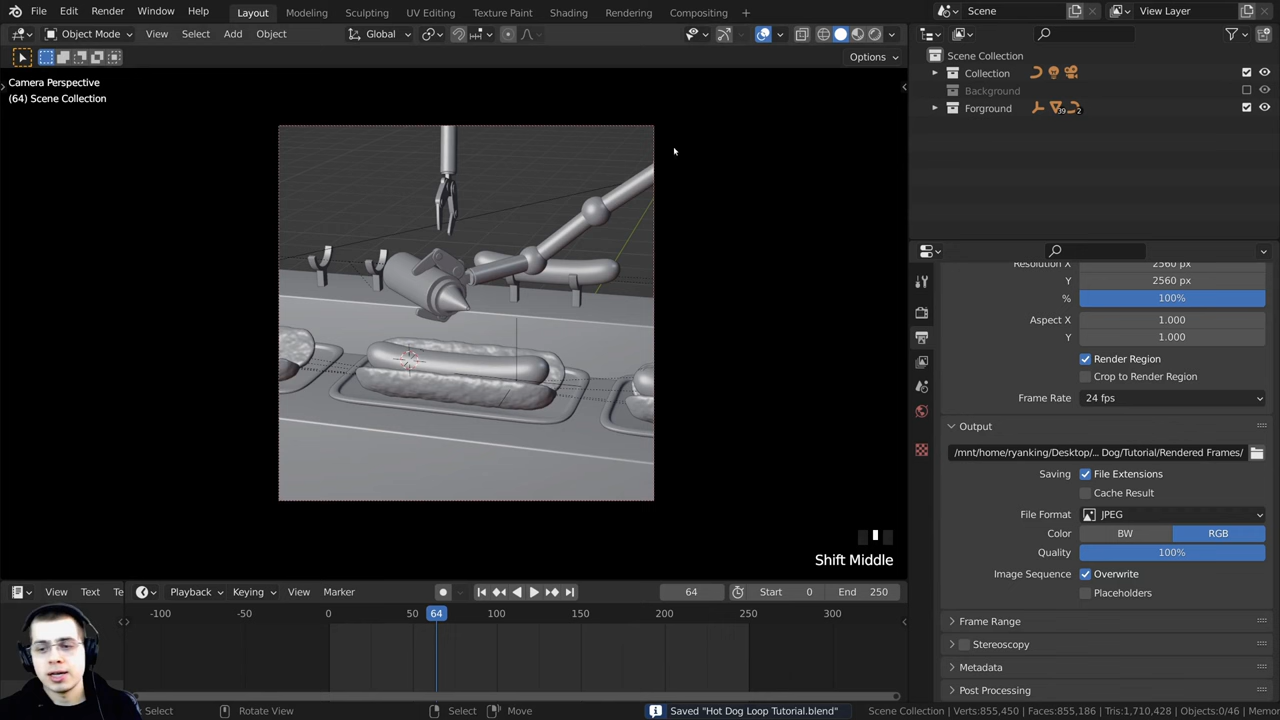 File Edit Render Window Help
Layout Modeling Sculpting UV Editing Texture Paint Shading Rendering Compositing
Scene
View Layer
Object Mode View Select Add Object
Global
Options
Camera Perspective
(64) Scene Collection
Scene Collection
Collection
Background
Forground
39
2
Resolution X 2560 px
Y 2560 px
% 100%
Aspect X 1.000
Y 1.000
Render Region
Crop to Render Region
Frame Rate 24 fps
Output
/mnt/home/ryanking/Desktop/... Dog/Tutorial/Rendered Frames/
Saving File Extensions
Cache Result
File Format JPEG
Color BW RGB
Quality 100%
Image Sequence Overwrite
Placeholders
Frame Range
Stereoscopy
Metadata
Post Processing
Shift Middle
View Text Te
Playback Keying View Marker
64
Start 0 End 250
-100 0 50 64 100 150 200 250 300
Select Rotate View Select Move
Saved "Hot Dog Loop Tutorial.blend"
Scene Collection | Verts:855,450 | Faces:855,186 | Tris:1,710,428 | Objects:0/46 | Memor